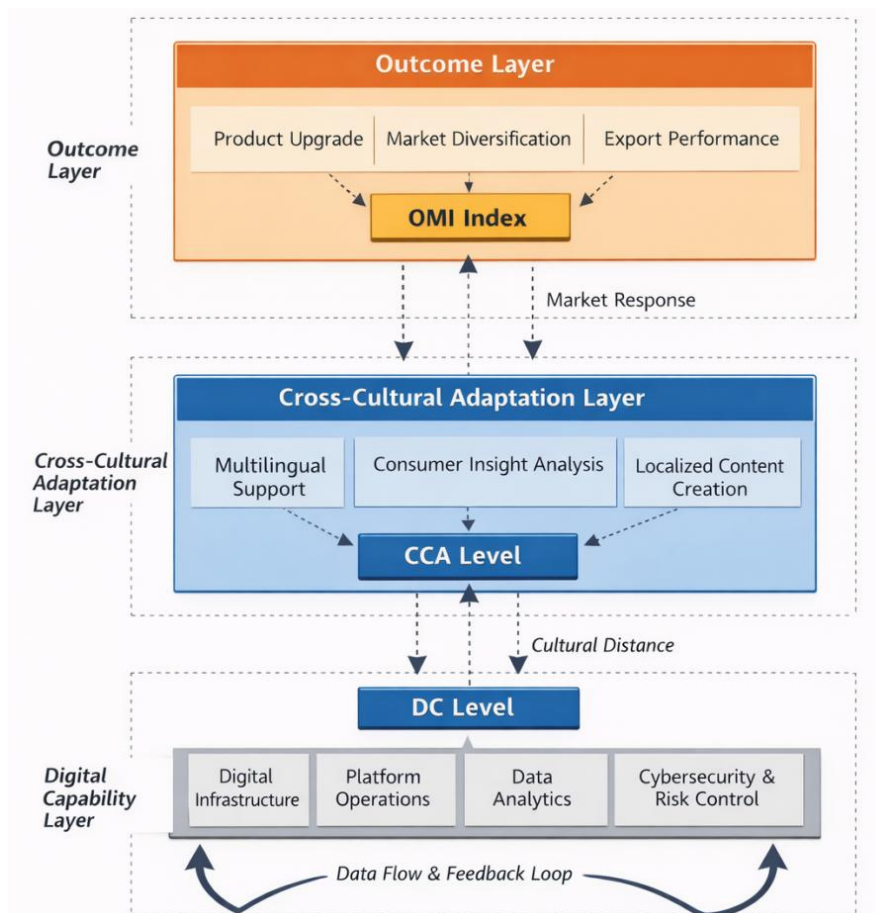 Outcome Layer
Outcome
Layer
Product Upgrade
Market Diversification
Export Performance
OMI Index
Market Response
Cross-Cultural Adaptation Layer
Cross-Cultural
Adaptation
Layer
Multilingual
Support
Consumer Insight Analysis
Localized Content
Creation
CCA Level
Cultural Distance
DC Level
Digital
Capability
Layer
Digital
Infrastructure
Platform
Operations
Data
Analytics
Cybersecurity &
Risk Control
Data Flow & Feedback Loop